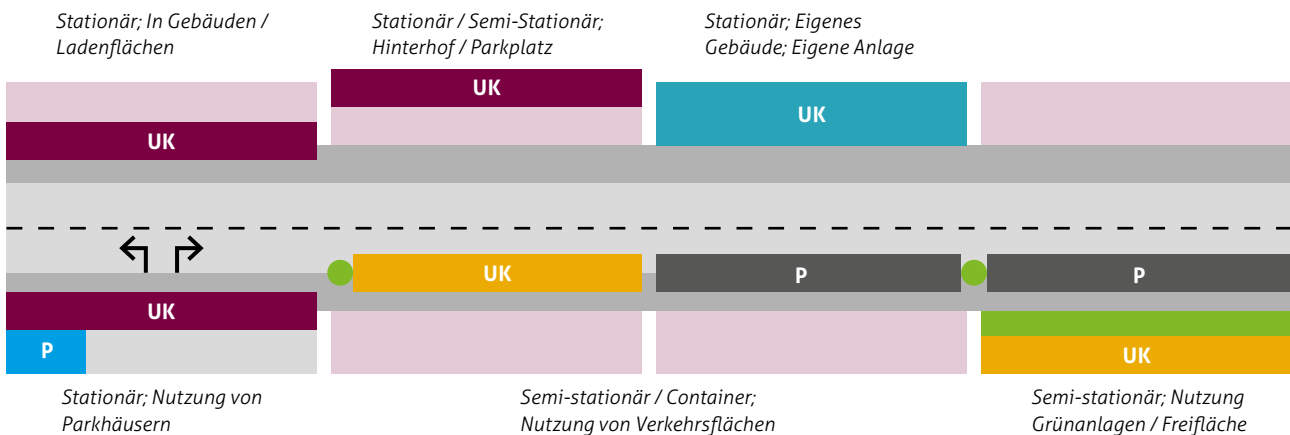 Stationär; In Gebäuden /
Ladenflächen
Stationär / Semi-Stationär;
Hinterhof / Parkplatz
Stationär; Eigenes
Gebäude; Eigene Anlage
UK
UK
UK
UK
P
P
UK
P
UK
Stationär; Nutzung von
Parkhäusern
Semi-stationär / Container;
Nutzung von Verkehrsflächen
Semi-stationär; Nutzung
Grünanlagen / Freifläche